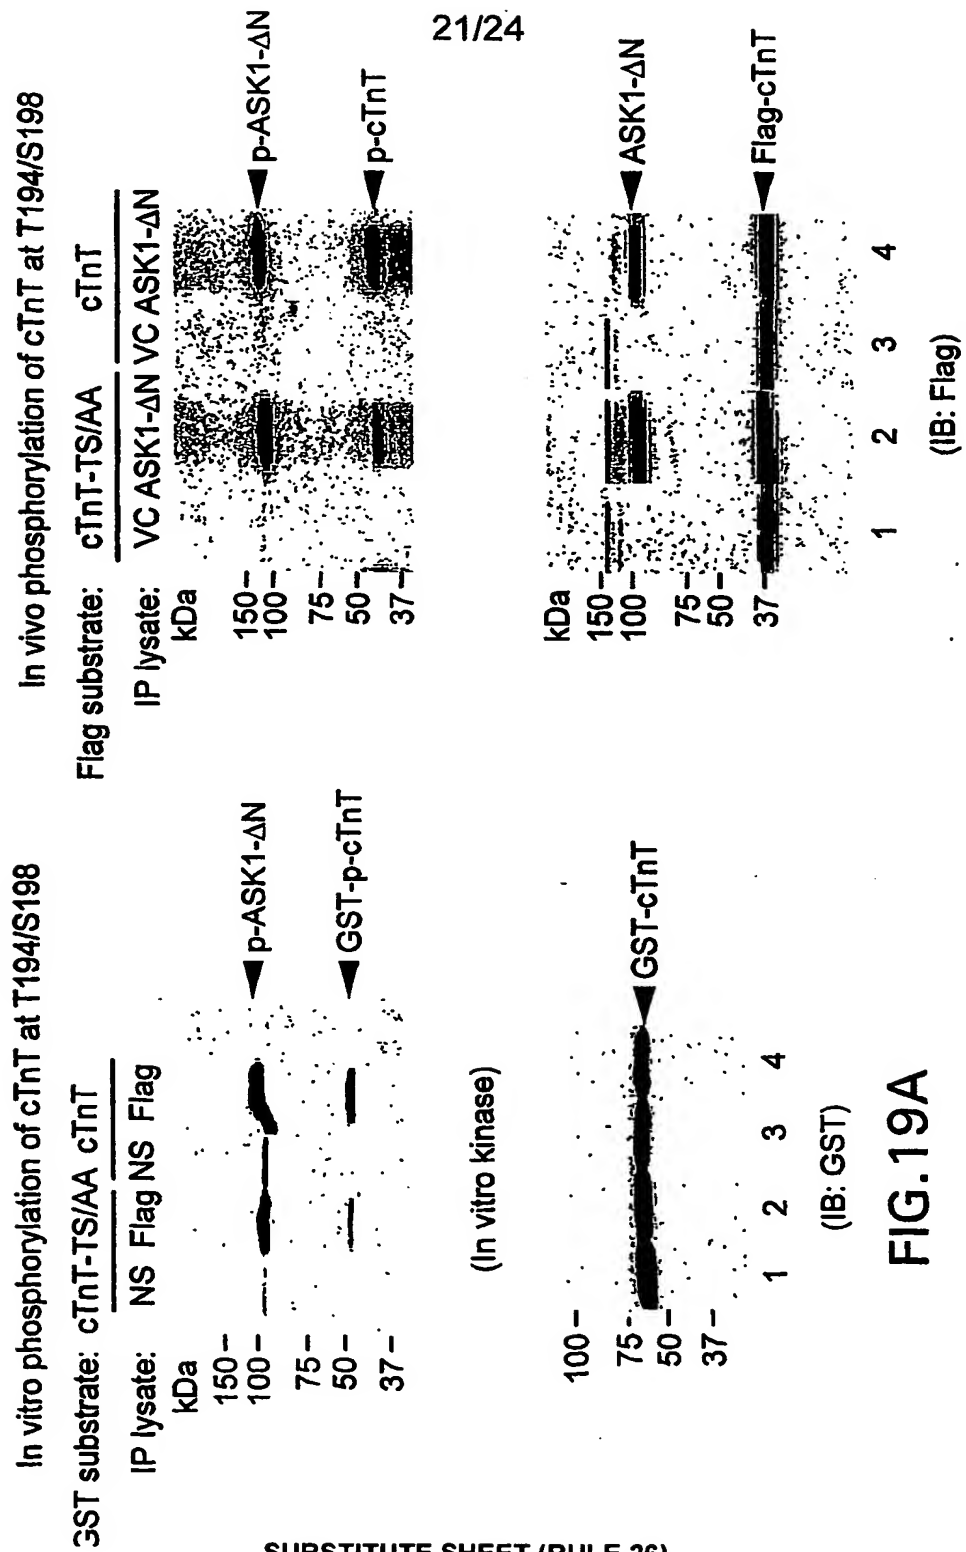 21/24
In vitro phosphorylation of cTnT at T194/S198
GST substrate: cTnT-TS/AA cTnT
IP lysate: NS Flag NS Flag
kDa
150
100
75
50
37
p-ASK1-ΔN
GST-p-cTnT
(In vitro kinase)
100
75
50
37
GST-cTnT
1 2 3 4
(IB: GST)
In vivo phosphorylation of cTnT at T194/S198
Flag substrate: cTnT-TS/AA cTnT
IP lysate: VC ASK1-ΔN VC ASK1-ΔN
kDa
150
100
75
50
37
p-ASK1-ΔN
p-cTnT
kDa
150
100
75
50
37
ASK1-ΔN
Flag-cTnT
1 2 3 4
(IB: Flag)
FIG.19A